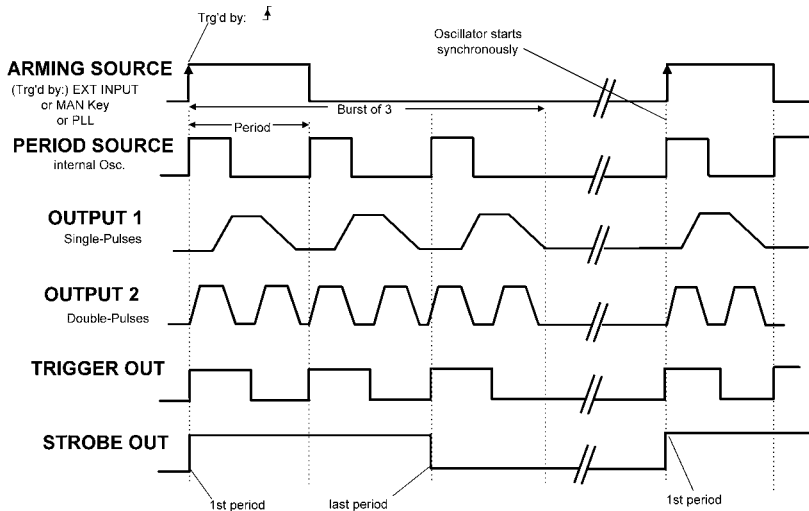 Trg'd by:
Oscillator starts
synchronously
ARMING SOURCE
(Trg'd by:) EXT INPUT
or MAN Key
or PLL
Burst of 3
Period
PERIOD SOURCE
internal Osc.
OUTPUT 1
Single-Pulses
OUTPUT 2
Double-Pulses
TRIGGER OUT
STROBE OUT
1st period
last period
1st period